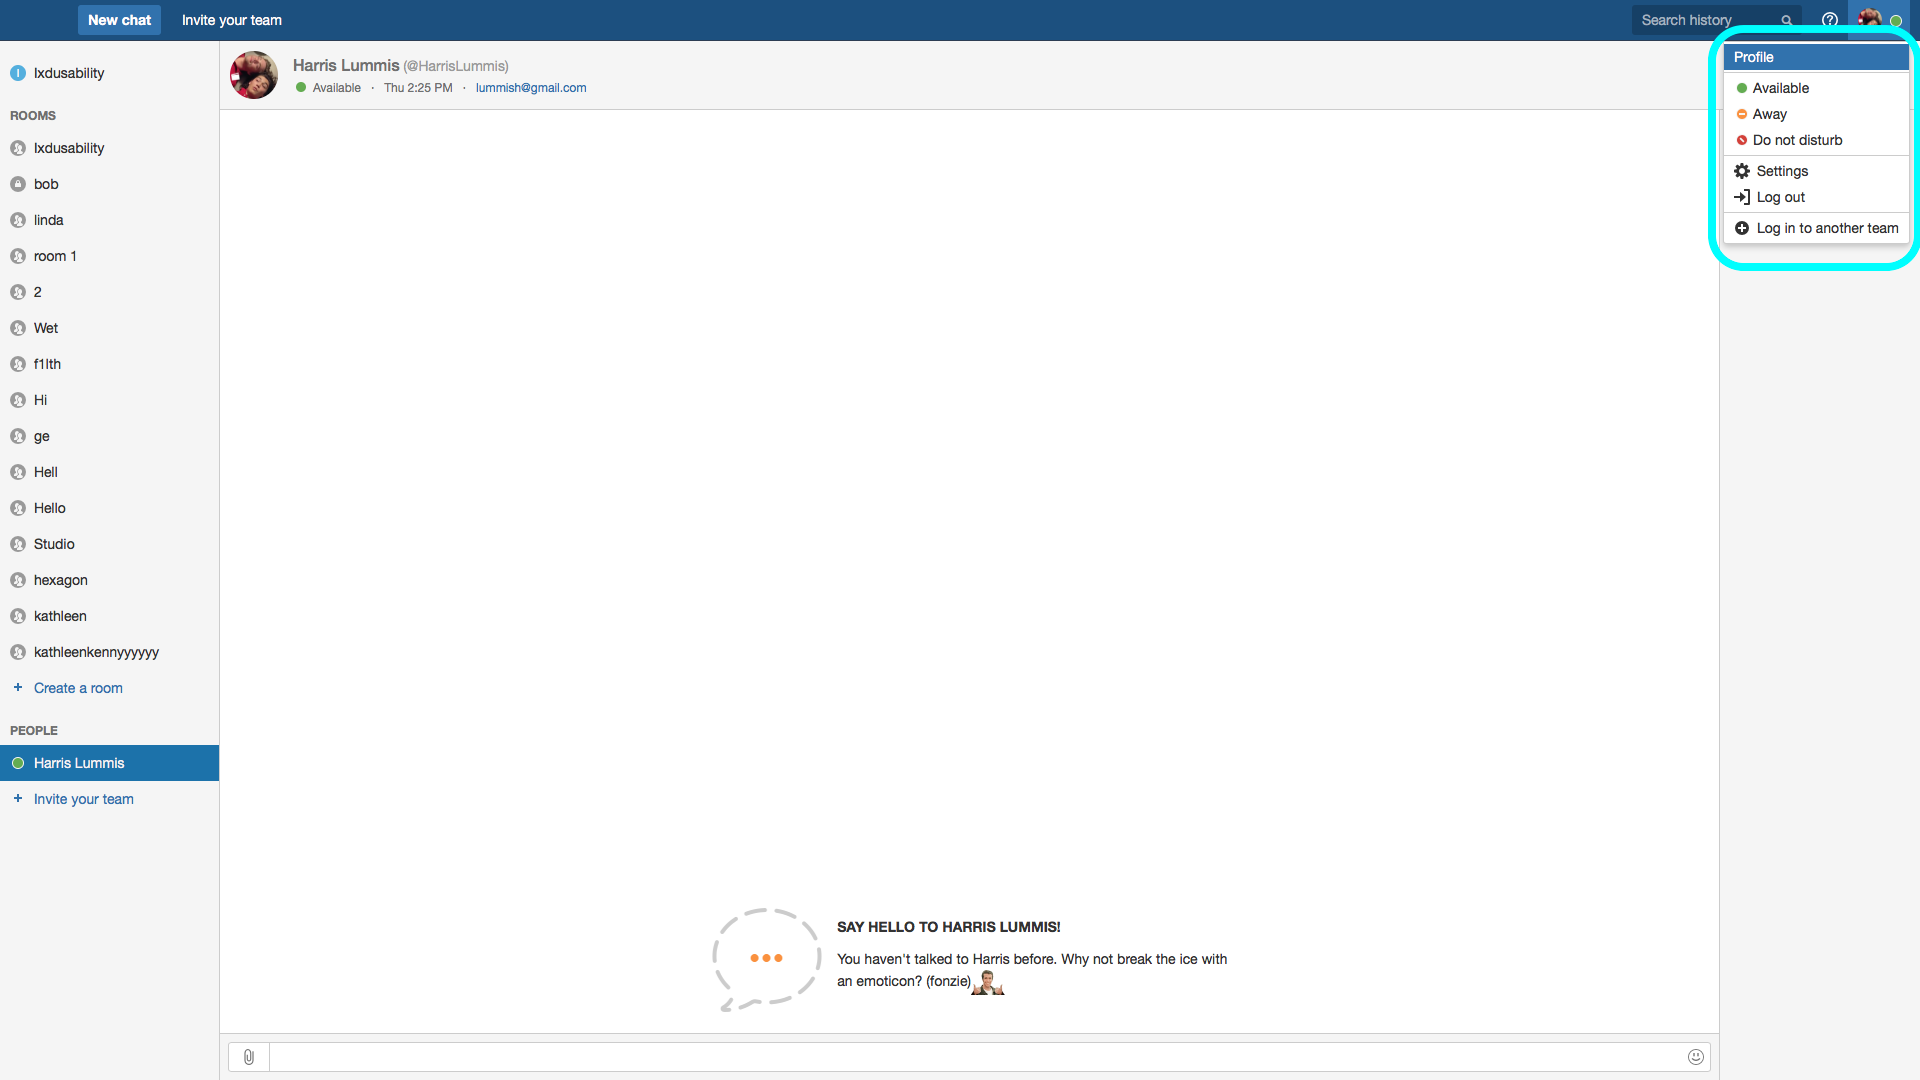 New chat
Invite your team
Search history
Ixdusability
ROOMS
Ixdusability
bob
linda
room 1
2
Wet
f1lth
Hi
ge
Hell
Hello
Studio
hexagon
kathleen
kathleenkennyyyyyy
Create a room
PEOPLE
Harris Lummis
Invite your team
Harris Lummis (@HarrisLummis)
Available · Thu 2:25 PM · lummish@gmail.com
Profile
Available
Away
Do not disturb
Settings
Log out
Log in to another team
SAY HELLO TO HARRIS LUMMIS!
You haven't talked to Harris before. Why not break the ice with
an emoticon? (fonzie)